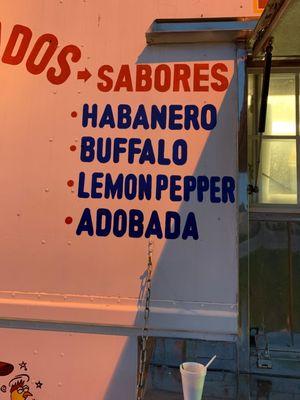 ADOS → SABORES
• HABANERO
• BUFFALO
• LEMON PEPPER
• ADOBADA